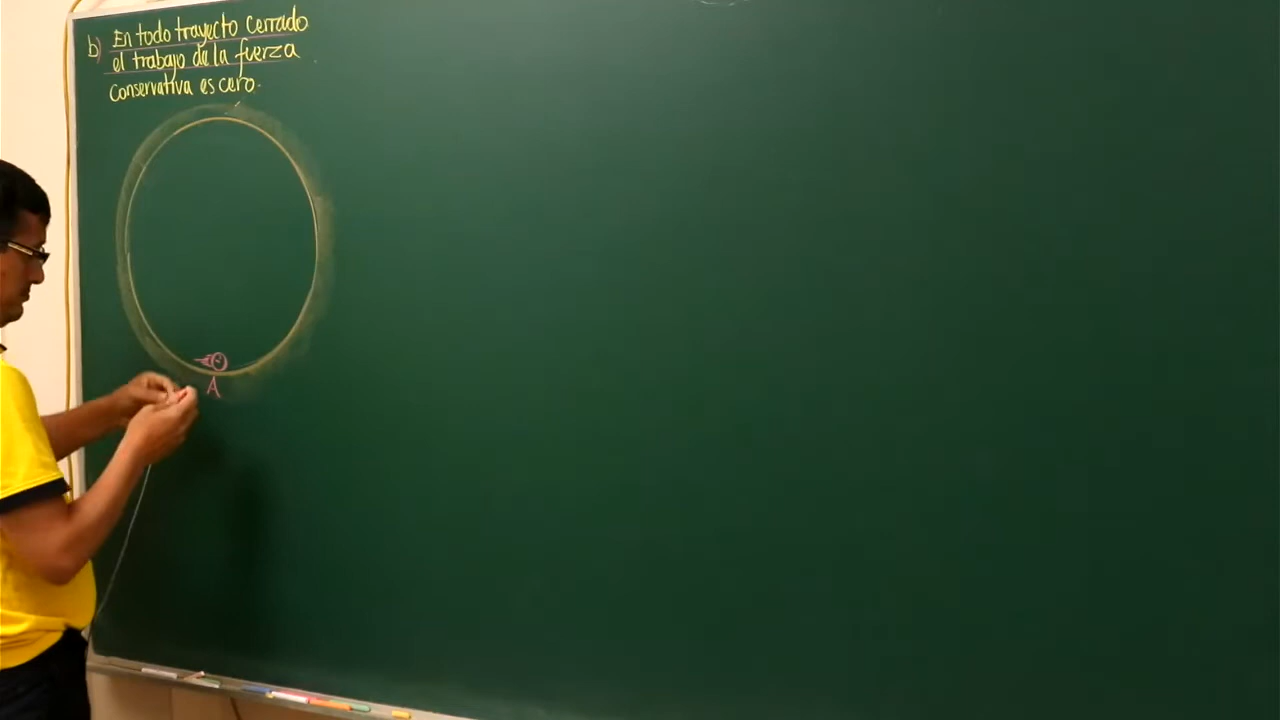 b) En todo trayecto cerrado
el trabajo de la fuerza
conservativa es cero.
A